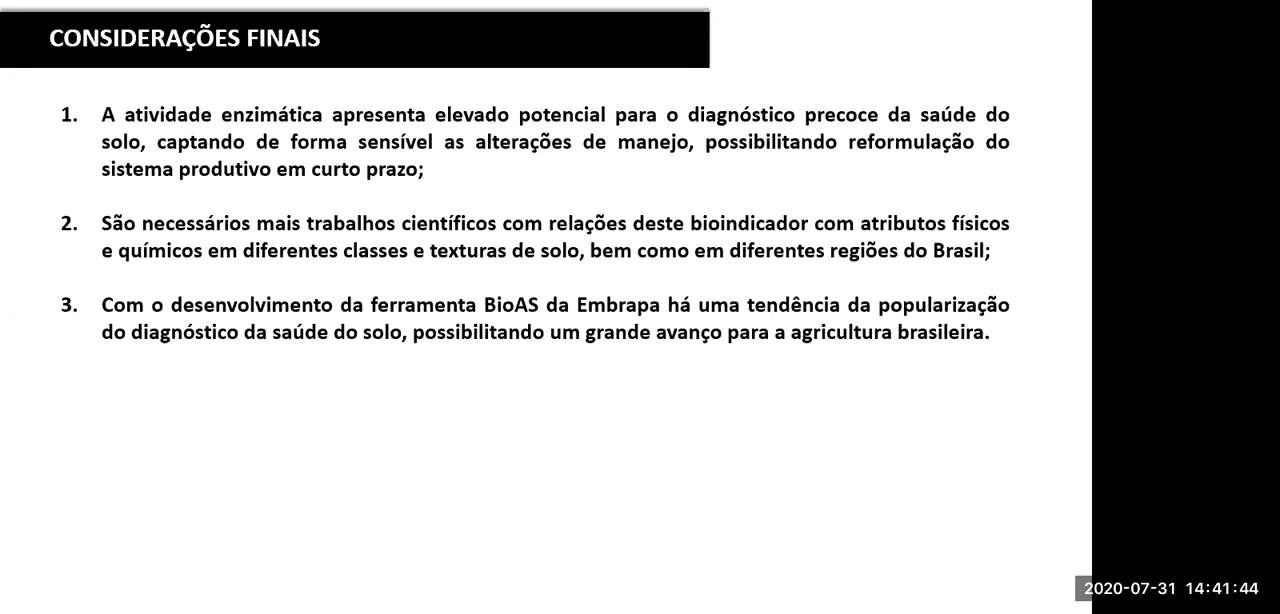 CONSIDERAÇÕES FINAIS
1. A atividade enzimática apresenta elevado potencial para o diagnóstico precoce da saúde do
solo, captando de forma sensível as alterações de manejo, possibilitando reformulação do
sistema produtivo em curto prazo;
2. São necessários mais trabalhos científicos com relações deste bioindicador com atributos físicos
e químicos em diferentes classes e texturas de solo, bem como em diferentes regiões do Brasil;
3. Com o desenvolvimento da ferramenta BioAS da Embrapa há uma tendência da popularização
do diagnóstico da saúde do solo, possibilitando um grande avanço para a agricultura brasileira.
2020-07-31 14:41:44